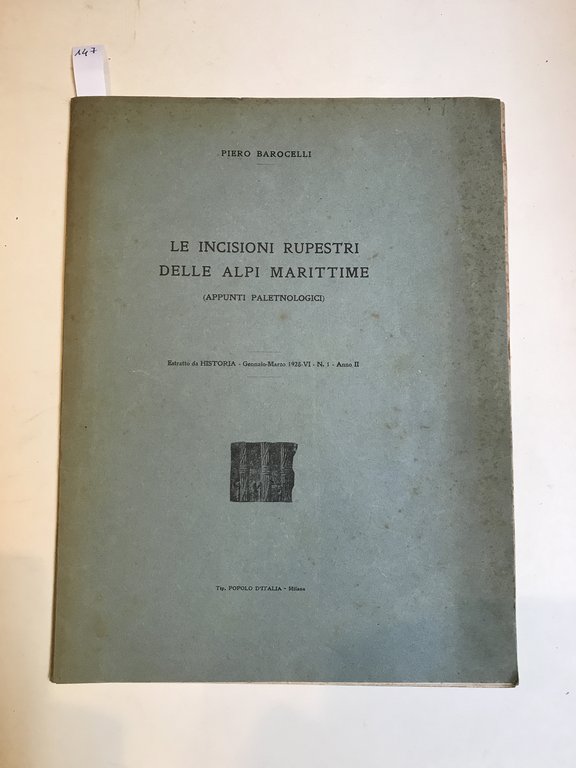 147
PIERO BAROCELLI
LE INCISIONI RUPESTRI
DELLE ALPI MARITTIME
(APPUNTI PALETNOLOGICI)
Estratto da HISTORIA - Gennaio-Marzo 1928-VI - N. 1 - Anno II
Tip. POPOLO D'ITALIA - Milano